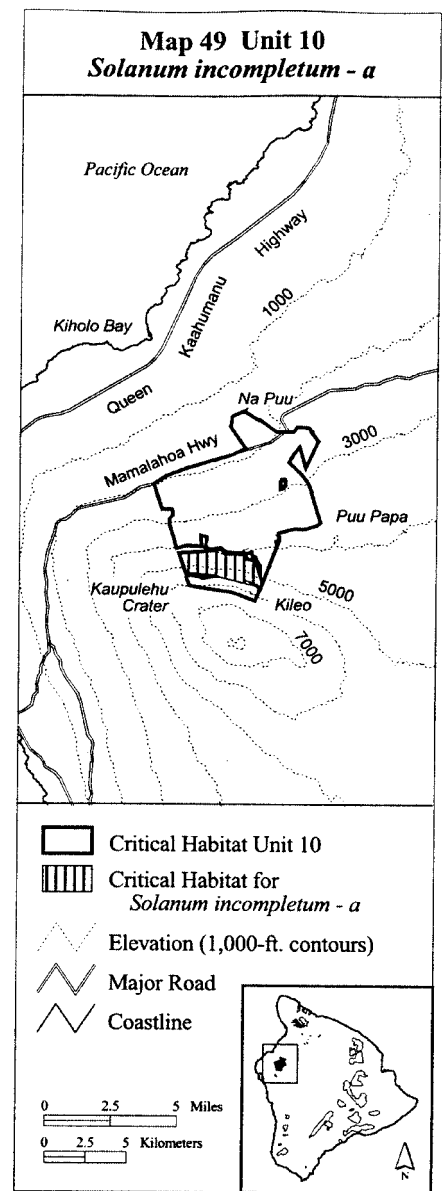 Map 49 Unit 10
Solanum incompletum - a
Pacific Ocean
Kiholo Bay
Queen Kaahumanu Highway
1000
Na Puu
Mamalahoa Hwy
3000
Puu Papa
Kaupulehu
Crater
Kileo
5000
7000
Critical Habitat Unit 10
Critical Habitat for
Solanum incompletum - a
Elevation (1,000-ft. contours)
Major Road
Coastline
0 2.5 5 Miles
0 2.5 5 Kilometers
N